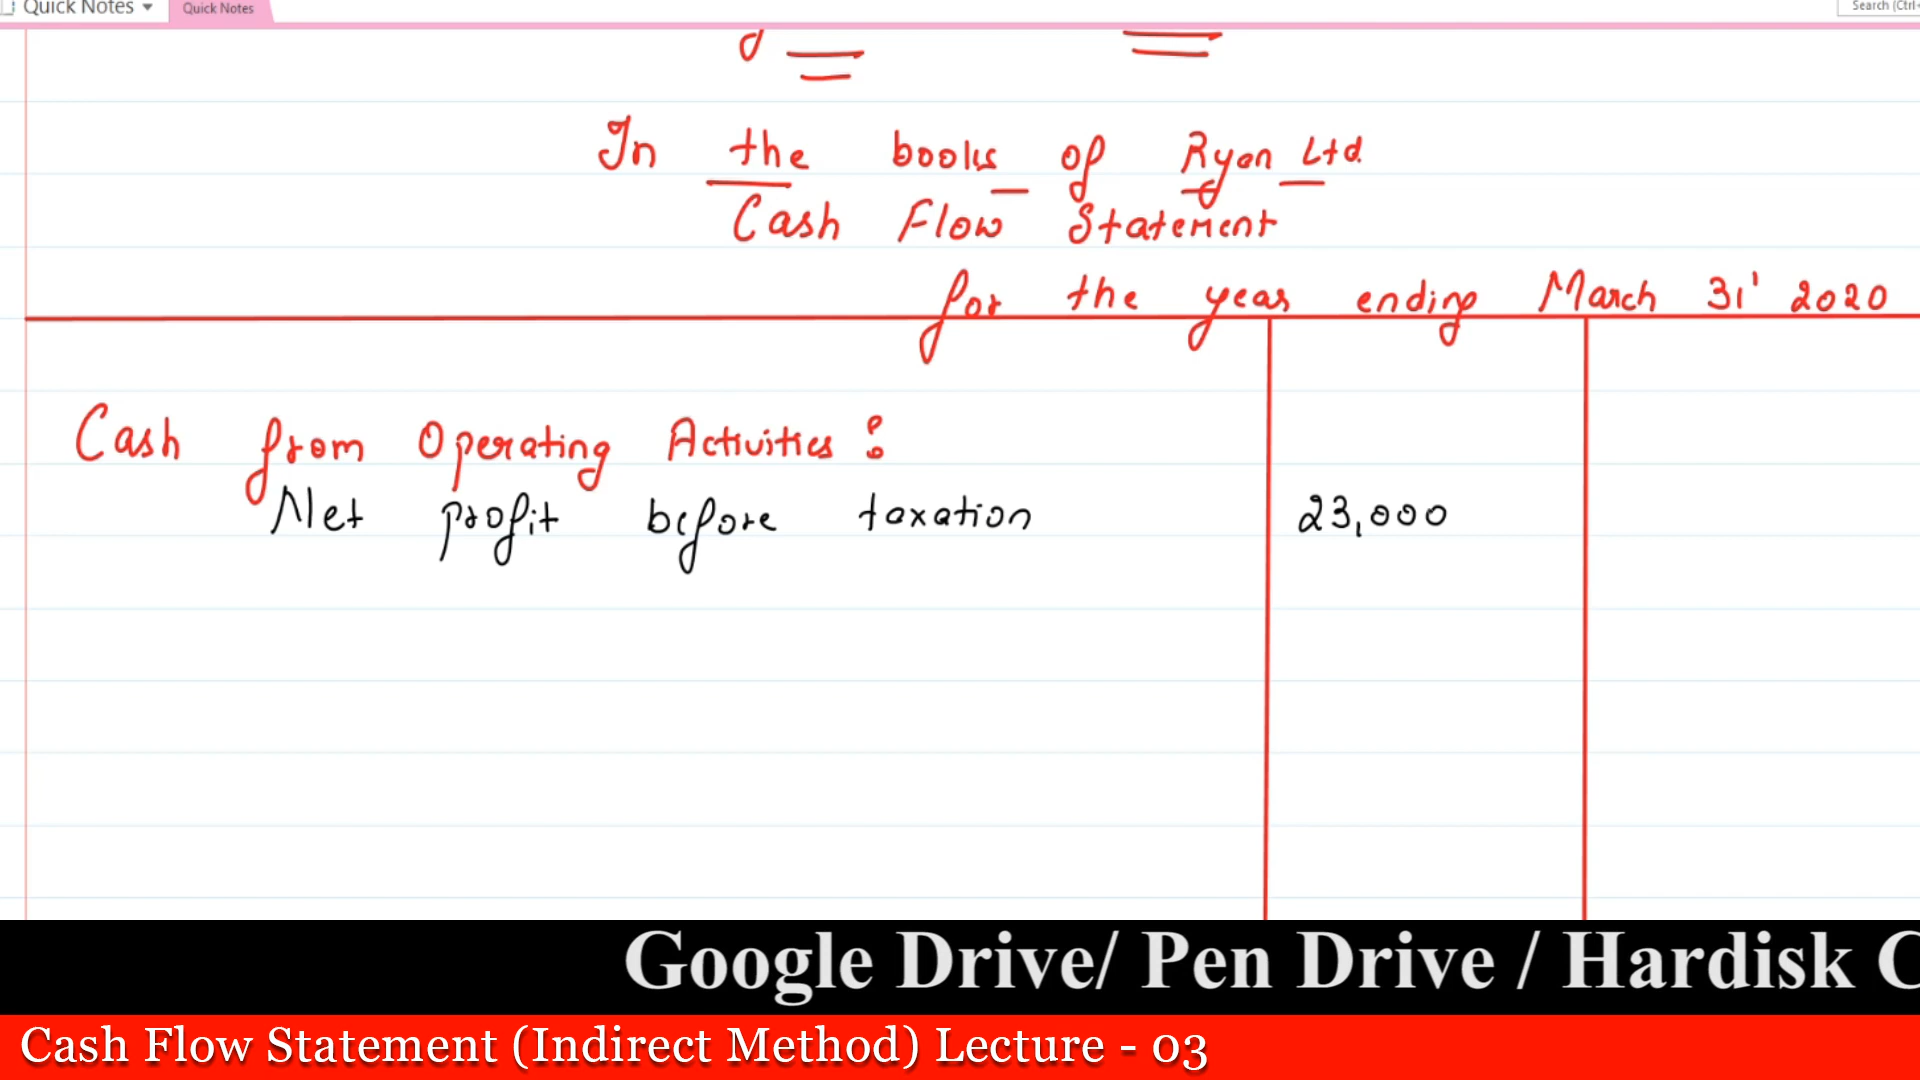 Quick Notes
Quick Notes
Search (Ctrl+
In the books of Ryan Ltd.
Cash Flow Statement
for the year ending March 31' 2020
Cash from Operating Activities :
Net profit before taxation 23,000
Google Drive/ Pen Drive / Hardisk C
Cash Flow Statement (Indirect Method) Lecture - 03